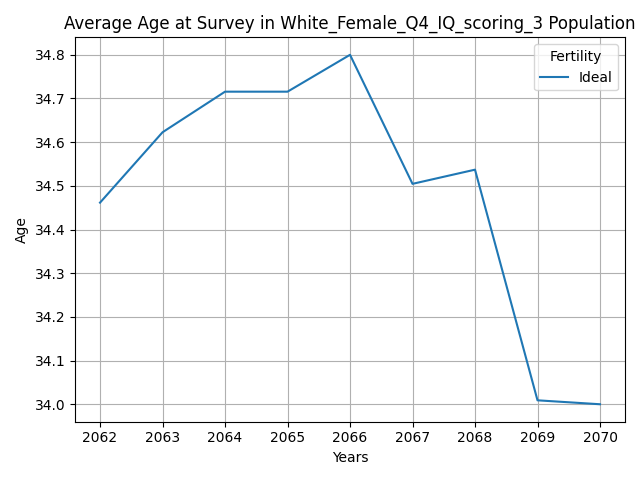 Average Age at Survey in White_Female_Q4_IQ_scoring_3 Population
Fertility
Ideal
34.8
34.7
34.6
34.5
34.4
34.3
34.2
34.1
34.0
Age
2062 2063 2064 2065 2066 2067 2068 2069 2070
Years